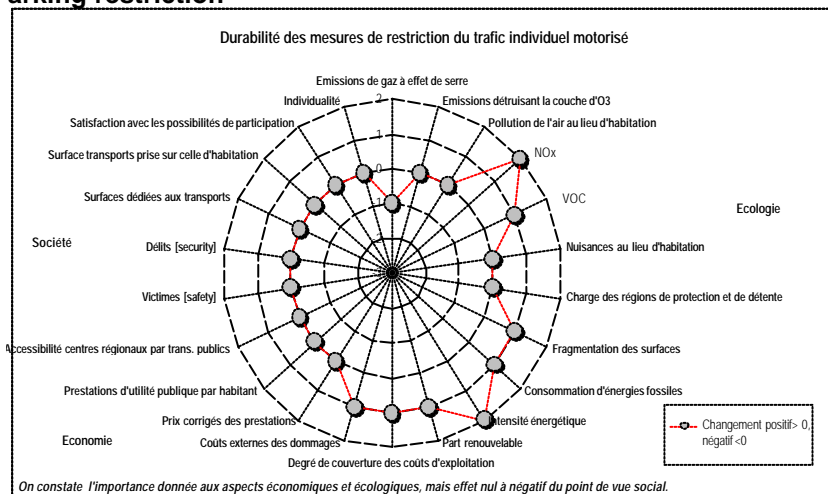 arking restriction
Durabilité des mesures de restriction du trafic individuel motorisé
Emissions de gaz à effet de serre
Individualité
2
Emissions détruisant la couche d'O3
Satisfaction avec les possibilités de participation
Pollution de l'air au lieu d'habitation
1
Surface transports prise sur celle d'habitation
NOx
0
Surfaces dédiées aux transports
VOC
Ecologie
Société
Délits [security]
Nuisances au lieu d'habitation
Victimes [safety]
Charge des régions de protection et de détente
Accessibilité centres régionaux par trans. publics
Fragmentation des surfaces
Prestations d'utilité publique par habitant
Consommation d'énergies fossiles
Prix corrigés des prestations
Intensité énergétique
Economie
Coûts externes des dommages
Part renouvelable
Degré de couverture des coûts d'exploitation
Changement positif> 0,
négatif <0
On constate l'importance donnée aux aspects économiques et écologiques, mais effet nul à négatif du point de vue social.